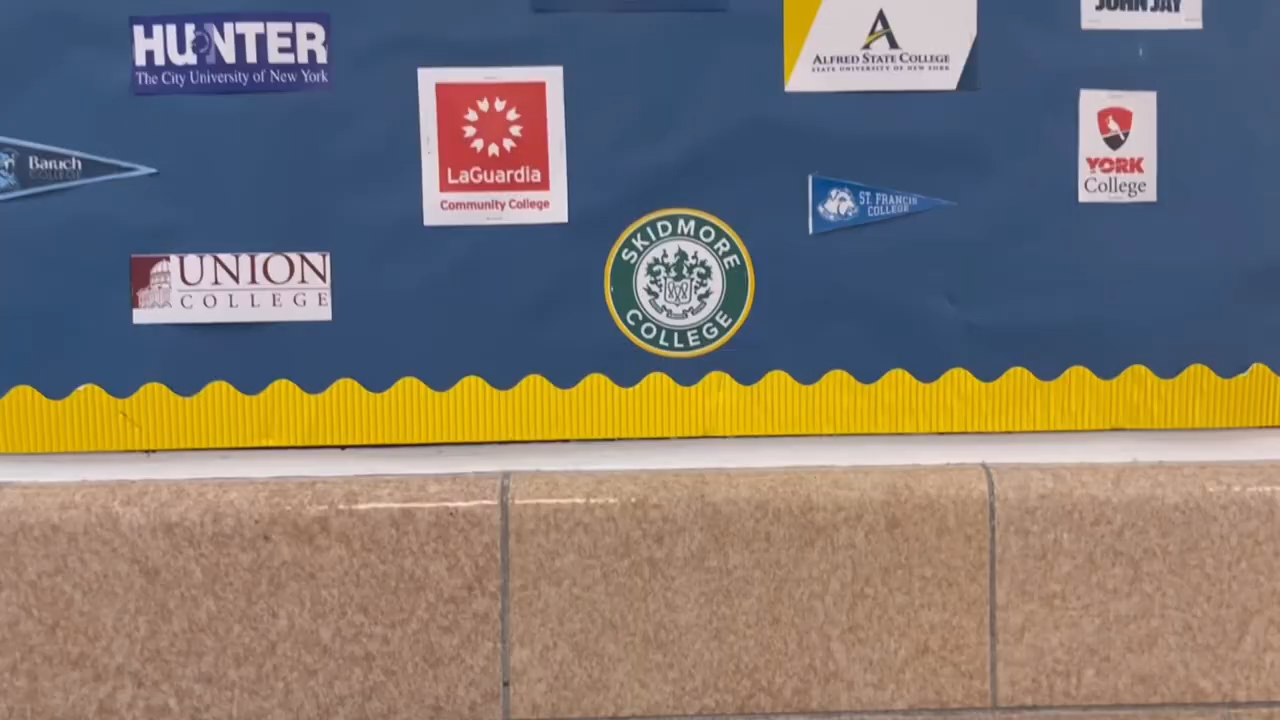 HUNTER
The City University of New York
JOHN JAY
ALFRED STATE COLLEGE
STATE UNIVERSITY OF NEW YORK
LaGuardia
Community College
Baruch
COLLEGE
YORK
College
ST. FRANCIS
COLLEGE
UNION
COLLEGE
SKIDMORE
COLLEGE